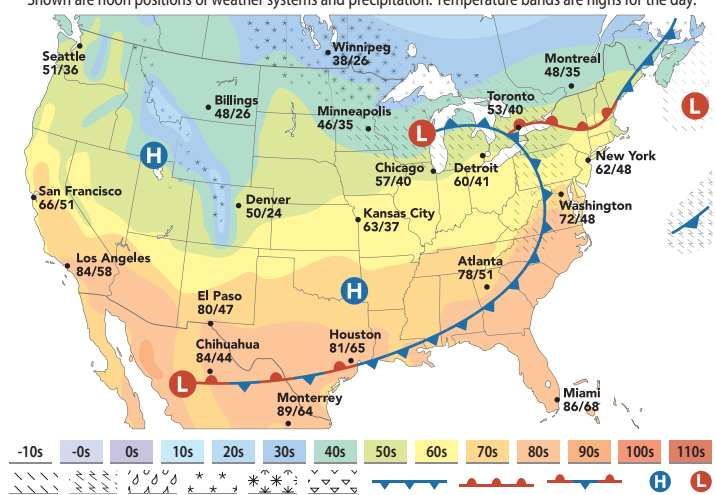 Shown are noon positions of weather systems and precipitation. Temperature bands are highs for the day.
Seattle
51/36
Winnipeg
38/26
Montreal
48/35
Billings
48/26
Minneapolis
46/35
Toronto
53/40
L
L
H
Chicago
57/40
Detroit
60/41
New York
62/48
San Francisco
66/51
Denver
50/24
Kansas City
63/37
Washington
72/48
Los Angeles
84/58
Atlanta
78/51
H
El Paso
80/47
Houston
81/65
Chihuahua
84/44
L
Monterrey
89/64
Miami
86/68
-10s -0s 0s 10s 20s 30s 40s 50s 60s 70s 80s 90s 100s 110s
H L